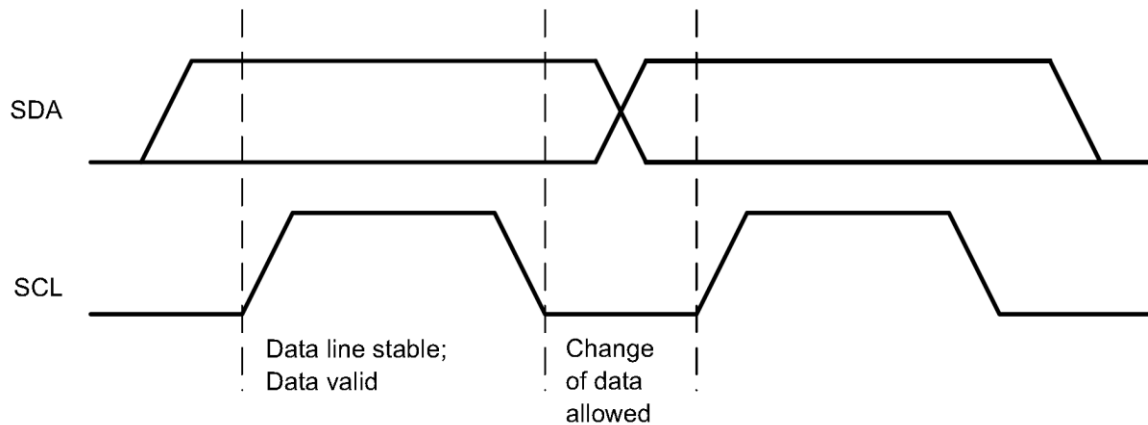 SDA
SCL
Data line stable;
Data valid
Change
of data
allowed